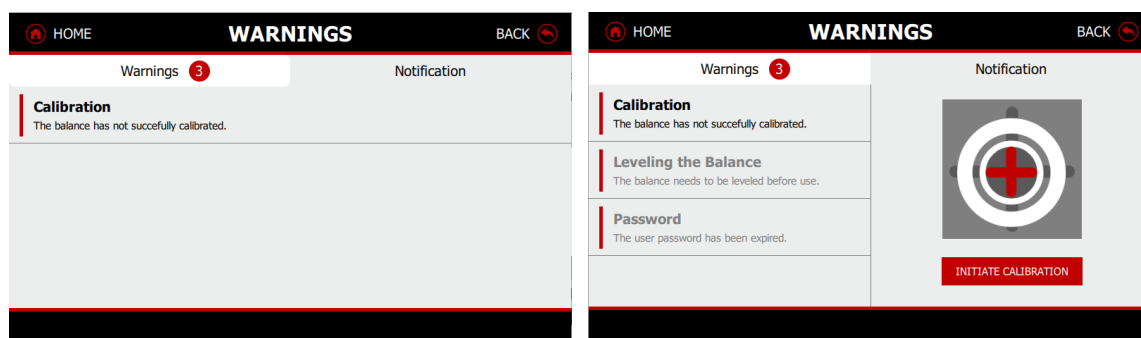 HOME WARNINGS BACK
Warnings 3 Notification
Calibration
The balance has not succefully calibrated.
HOME WARNINGS BACK
Warnings 3 Notification
Calibration
The balance has not succefully calibrated.
Leveling the Balance
The balance needs to be leveled before use.
Password
The user password has been expired.
INITIATE CALIBRATION